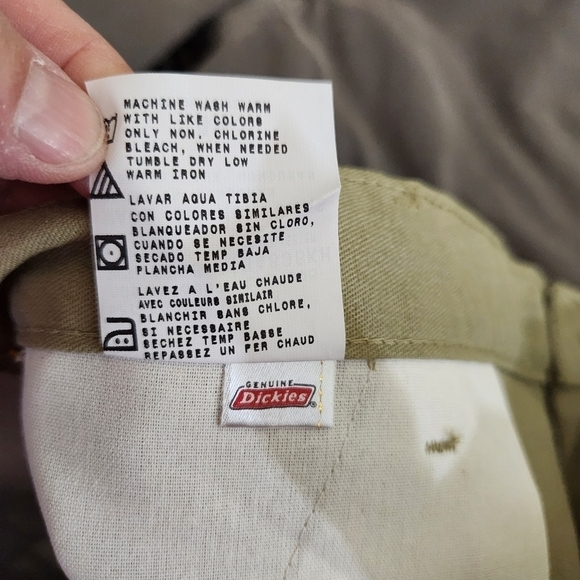 MACHINE WASH WARM
WITH LIKE COLORS
ONLY NON. CHLORINE
BLEACH, WHEN NEEDED
TUMBLE DRY LOW
WARM IRON
LAVAR AQUA TIBIA
CON COLORES SIMILARES
BLANQUEADOR SIN CLORO,
CUANDO SE NECESITE
SECADO TEMP BAJA
PLANCHA MEDIA
LAVEZ A L'EAU CHAUDE
AVEC COULEURS SIMILAIR
BLANCHIR SANS CHLORE,
SI NECESSAIRE
SECHEZ TEMP BASSE
REPASSEZ UN FER CHAUD
GENUINE
Dickies